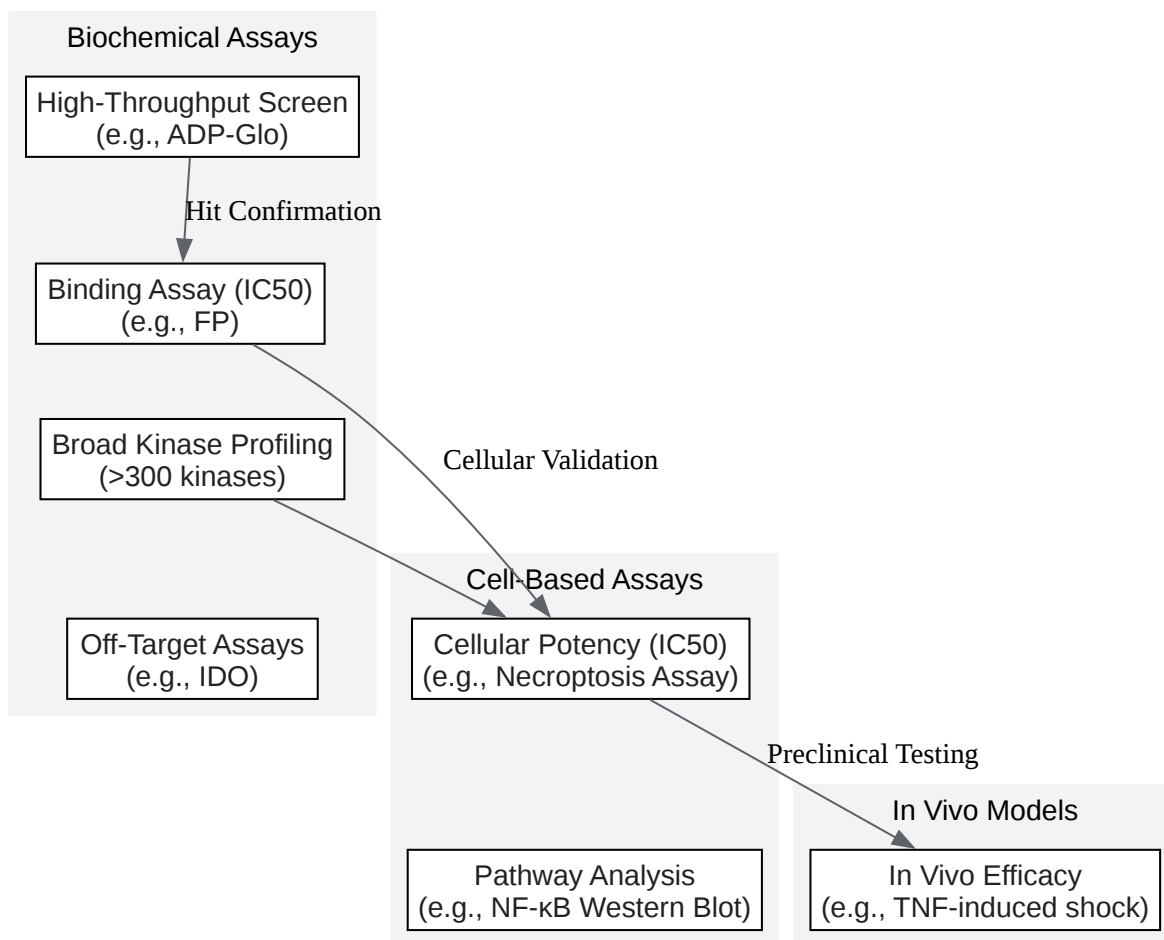 Biochemical Assays
High-Throughput Screen
(e.g., ADP-Glo)
Hit Confirmation
Binding Assay (IC50)
(e.g., FP)
Broad Kinase Profiling
(>300 kinases)
Cellular Validation
Off-Target Assays
(e.g., IDO)
Cell-Based Assays
Cellular Potency (IC50)
(e.g., Necroptosis Assay)
Preclinical Testing
Pathway Analysis
(e.g., NF-κB Western Blot)
In Vivo Models
In Vivo Efficacy
(e.g., TNF-induced shock)